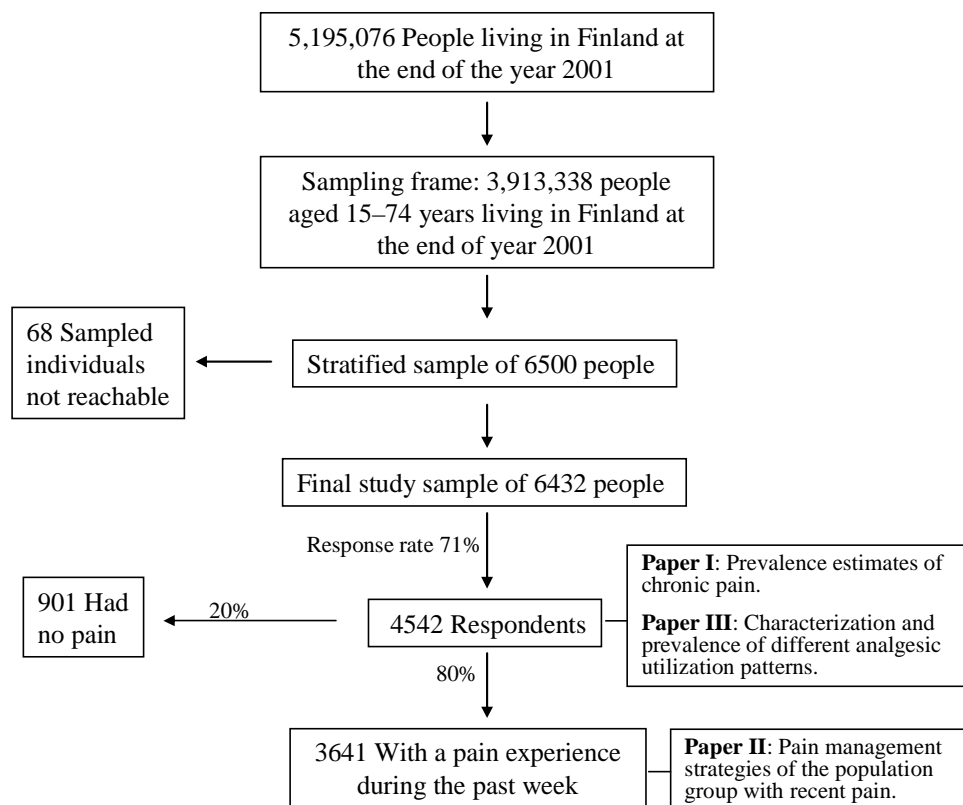 5,195,076 People living in Finland at
the end of the year 2001
Sampling frame: 3,913,338 people
aged 15–74 years living in Finland at
the end of year 2001
68 Sampled
individuals
not reachable
Stratified sample of 6500 people
Final study sample of 6432 people
Response rate 71%
Paper I: Prevalence estimates of
chronic pain.
Paper III: Characterization and
prevalence of different analgesic
utilization patterns.
901 Had
no pain
20%
4542 Respondents
80%
3641 With a pain experience
during the past week
Paper II: Pain management
strategies of the population
group with recent pain.